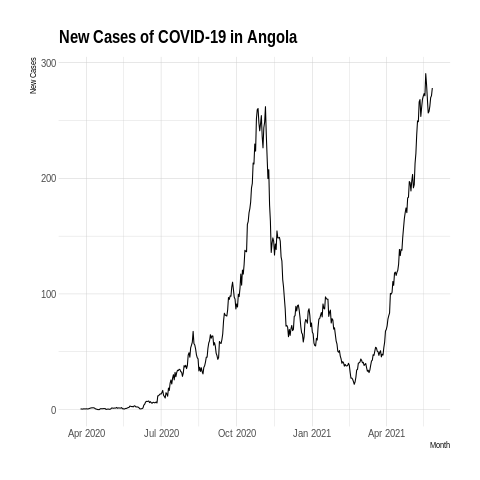 New Cases of COVID-19 in Angola
New Cases
300
200
100
0
Apr 2020 Jul 2020 Oct 2020 Jan 2021 Apr 2021
Month